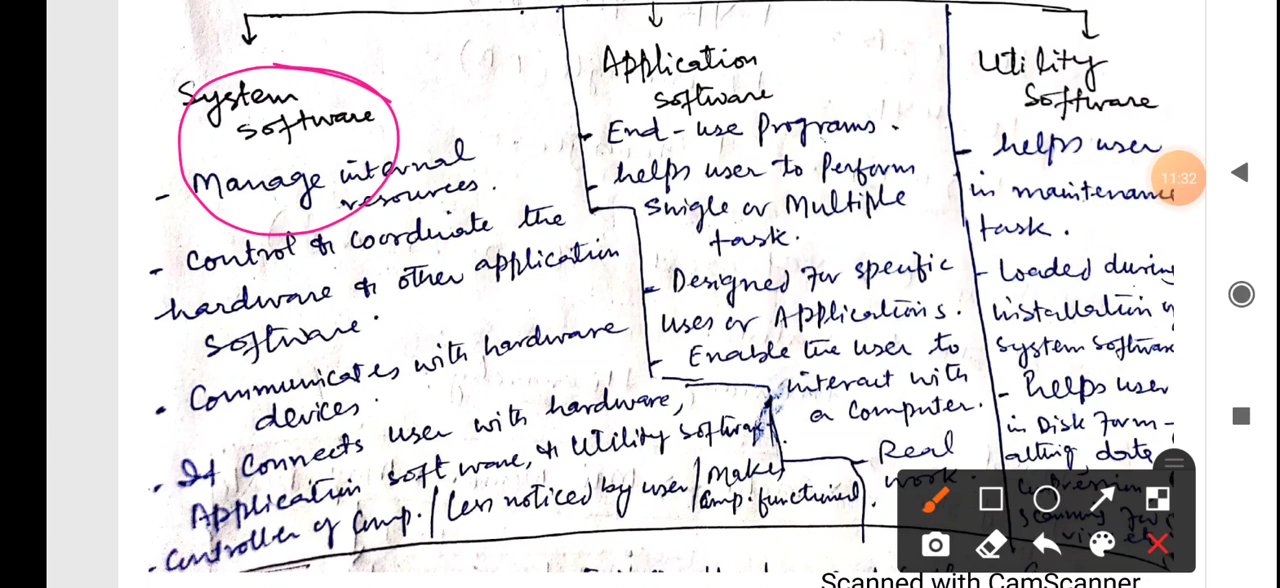 System
Software
- Manage internal
resources.
- Control & coordinate the
hardware & other application
Software.
• Communicates with hardware
devices.
• It Connects user with hardware,
Application software, & Utility Software.
• Controller of Comp. / Less noticed by user / Makes
Comp. functioned.
Application
Software
- End-use Programs.
- helps user to Perform
Single or Multiple
task.
- Designed for specific
uses or Applications.
- Enable the user to
interact with
a Computer.
- Real
work.
Utility
Software
- helps user
in maintenance
task.
- Loaded during
installation of
System Software
- helps user
in Disk Form-
atting data
11:32
Scanned with CamScanner